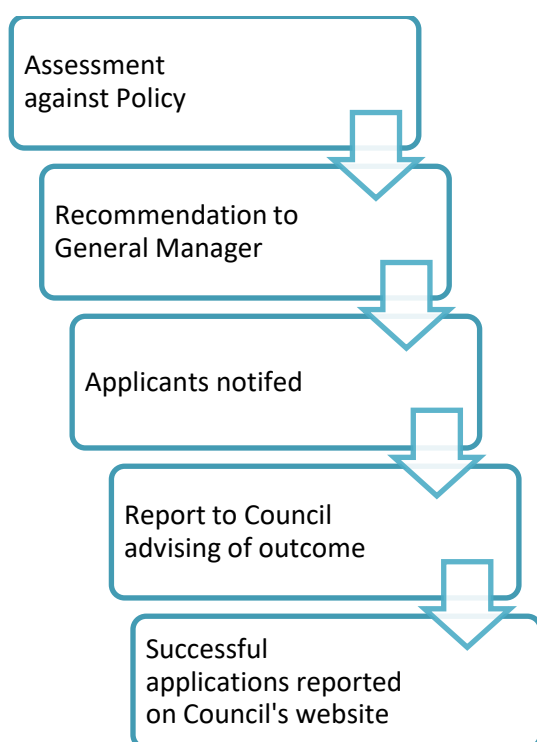 Assessment
against Policy
Recommendation to
General Manager
Applicants notifed
Report to Council
advising of outcome
Successful
applications reported
on Council's website